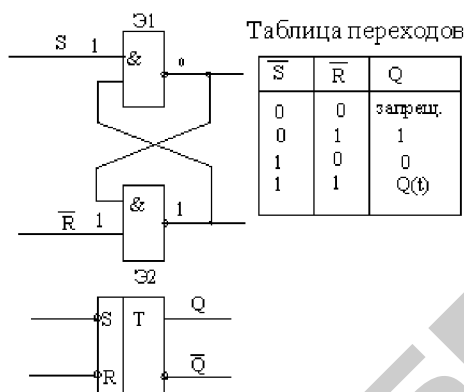 Э1
Таблица переходов
S 1
&
0
S̅ R̅ Q
0 0 запрещ.
0 1 1
1 0 0
1 1 Q(t)
&
1
R̅ 1
Э2
S T Q
R Q̅